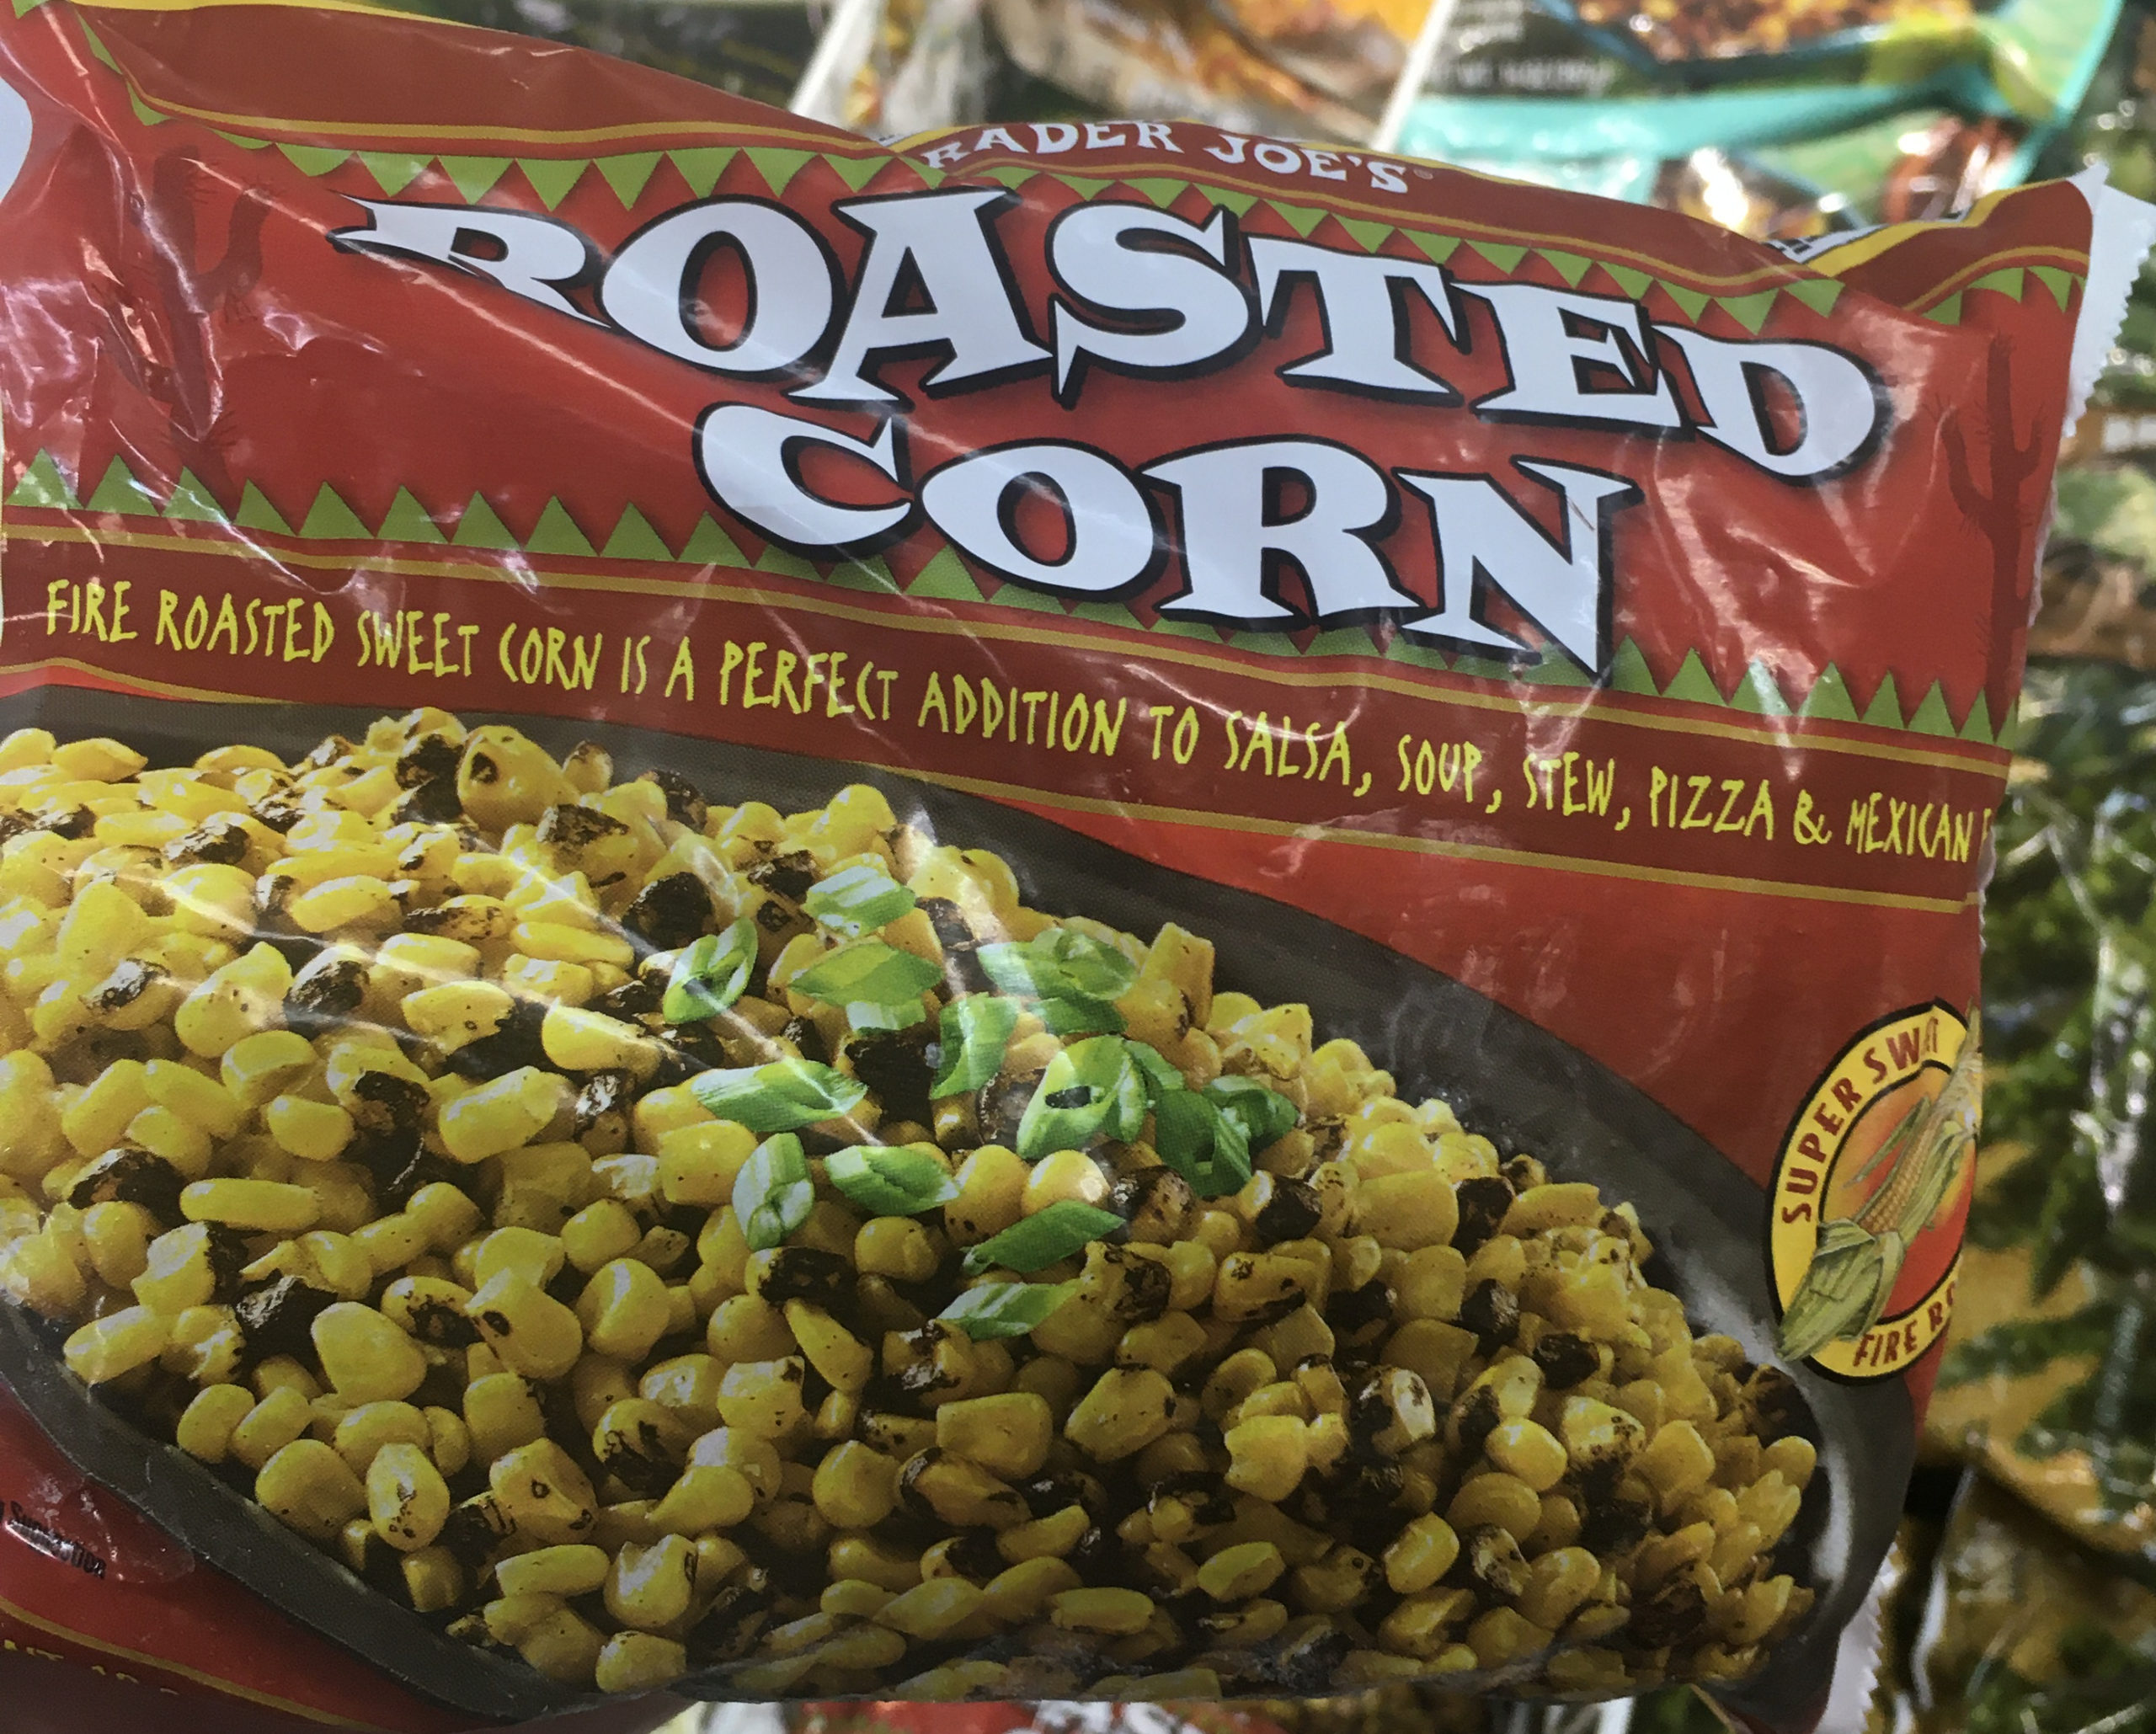 RADER JOE'S
ROASTED
CORN
FIRE ROASTED SWEET CORN IS A PERFECT ADDITION TO SALSA, SOUP, STEW, PIZZA & MEXICAN F
SUPER SW
FIRE RO